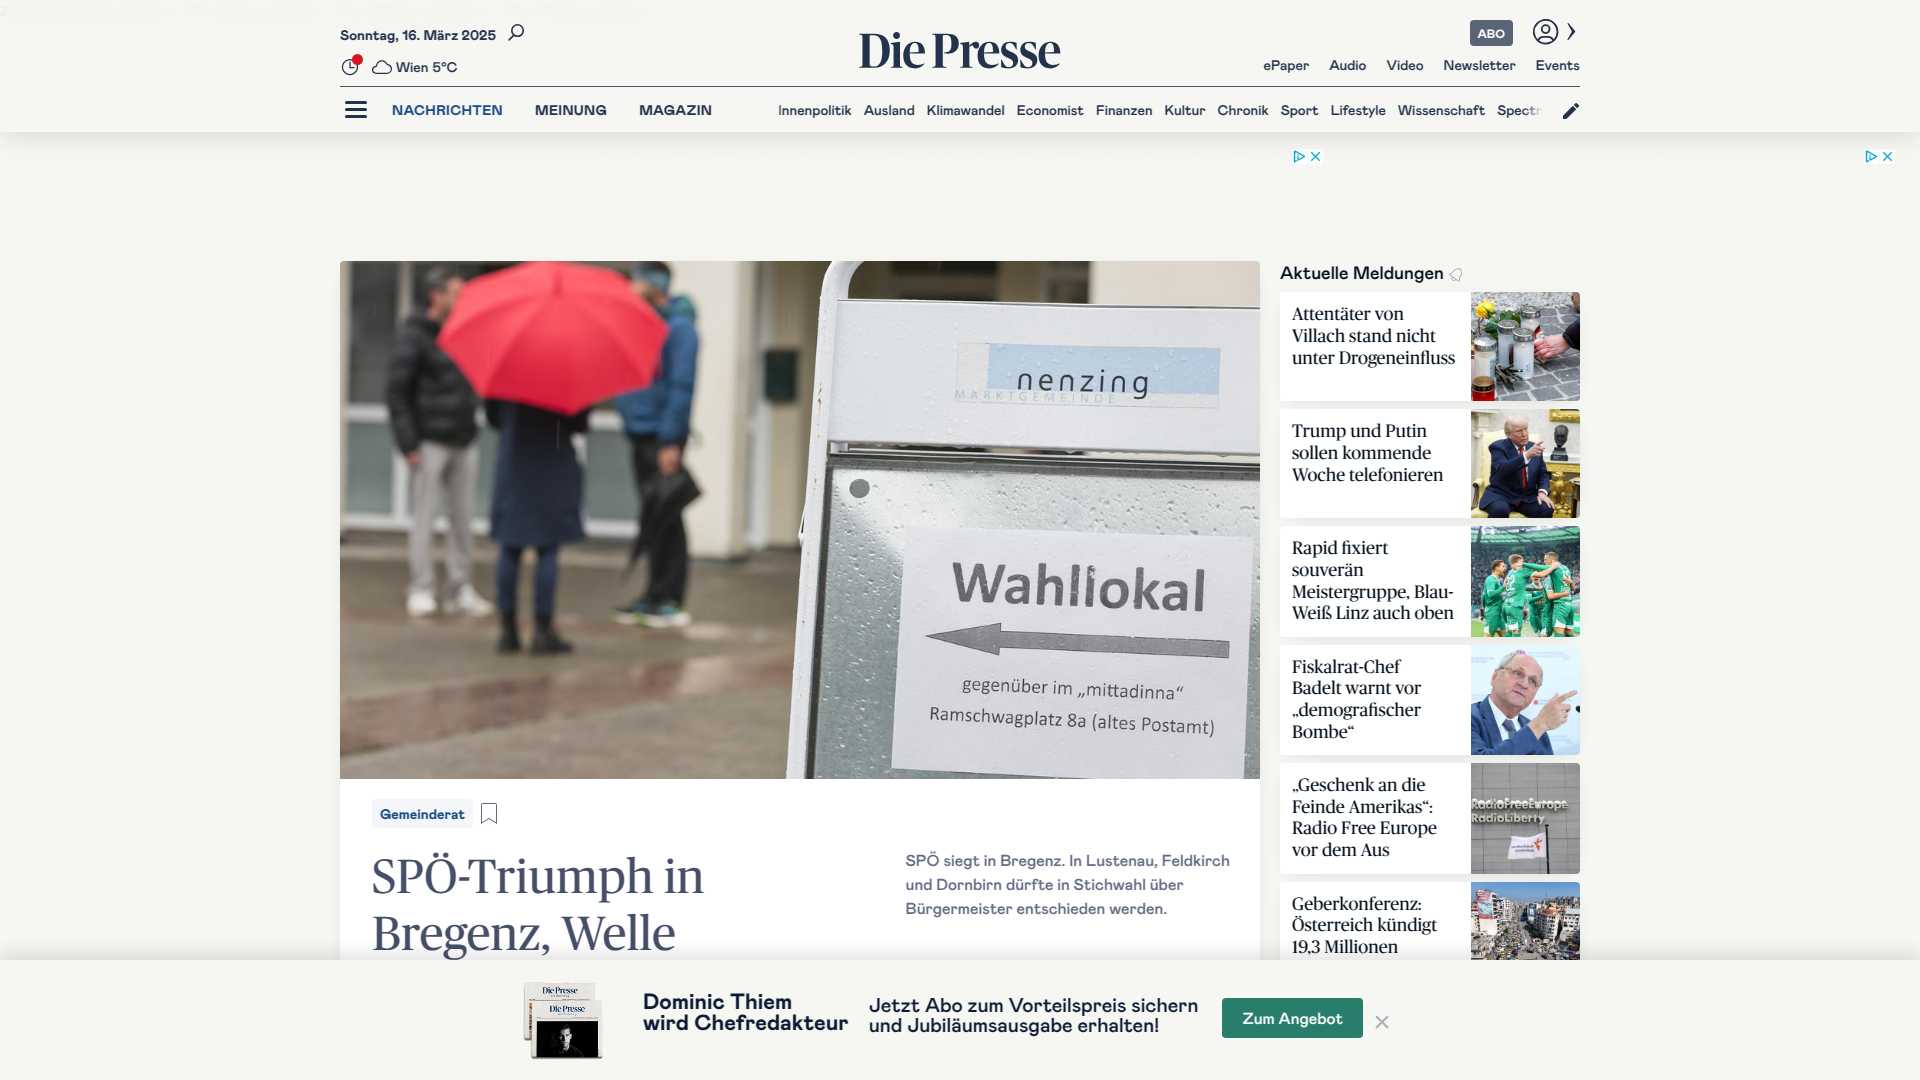 Sonntag, 16. März 2025
Wien 5°C
Die Presse
ABO
ePaper Audio Video Newsletter Events
NACHRICHTEN MEINUNG MAGAZIN
Innenpolitik Ausland Klimawandel Economist Finanzen Kultur Chronik Sport Lifestyle Wissenschaft Spectr
nenzing
MARKTGEMEINDE
Wahllokal
gegenüber im „mittadinna“
Ramschwagplatz 8a (altes Postamt)
Gemeinderat
SPÖ-Triumph in
Bregenz, Welle
SPÖ siegt in Bregenz. In Lustenau, Feldkirch
und Dornbirn dürfte in Stichwahl über
Bürgermeister entschieden werden.
Aktuelle Meldungen
Attentäter von
Villach stand nicht
unter Drogeneinfluss
Trump und Putin
sollen kommende
Woche telefonieren
Rapid fixiert
souverän
Meistergruppe, Blau-
Weiß Linz auch oben
Fiskalrat-Chef
Badelt warnt vor
„demografischer
Bombe“
„Geschenk an die
Feinde Amerikas“:
Radio Free Europe
vor dem Aus
RadioFreeEurope
RadioLiberty
Geberkonferenz:
Österreich kündigt
19,3 Millionen
Die Presse
Die Presse
Dominic Thiem
wird Chefredakteur
Jetzt Abo zum Vorteilspreis sichern
und Jubiläumsausgabe erhalten!
Zum Angebot